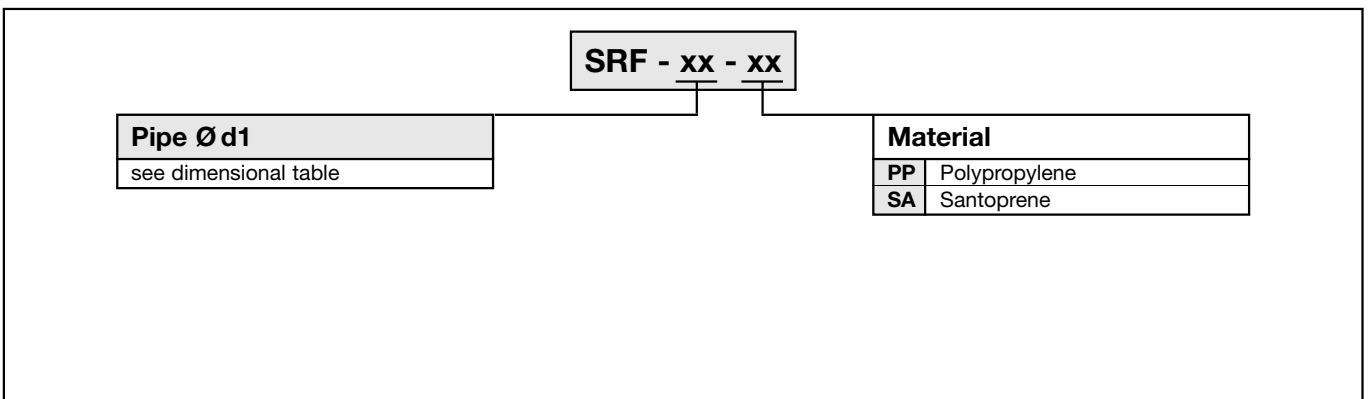 SRF - xx - xx
Pipe Ø d1
see dimensional table
Material
PP Polypropylene
SA Santoprene